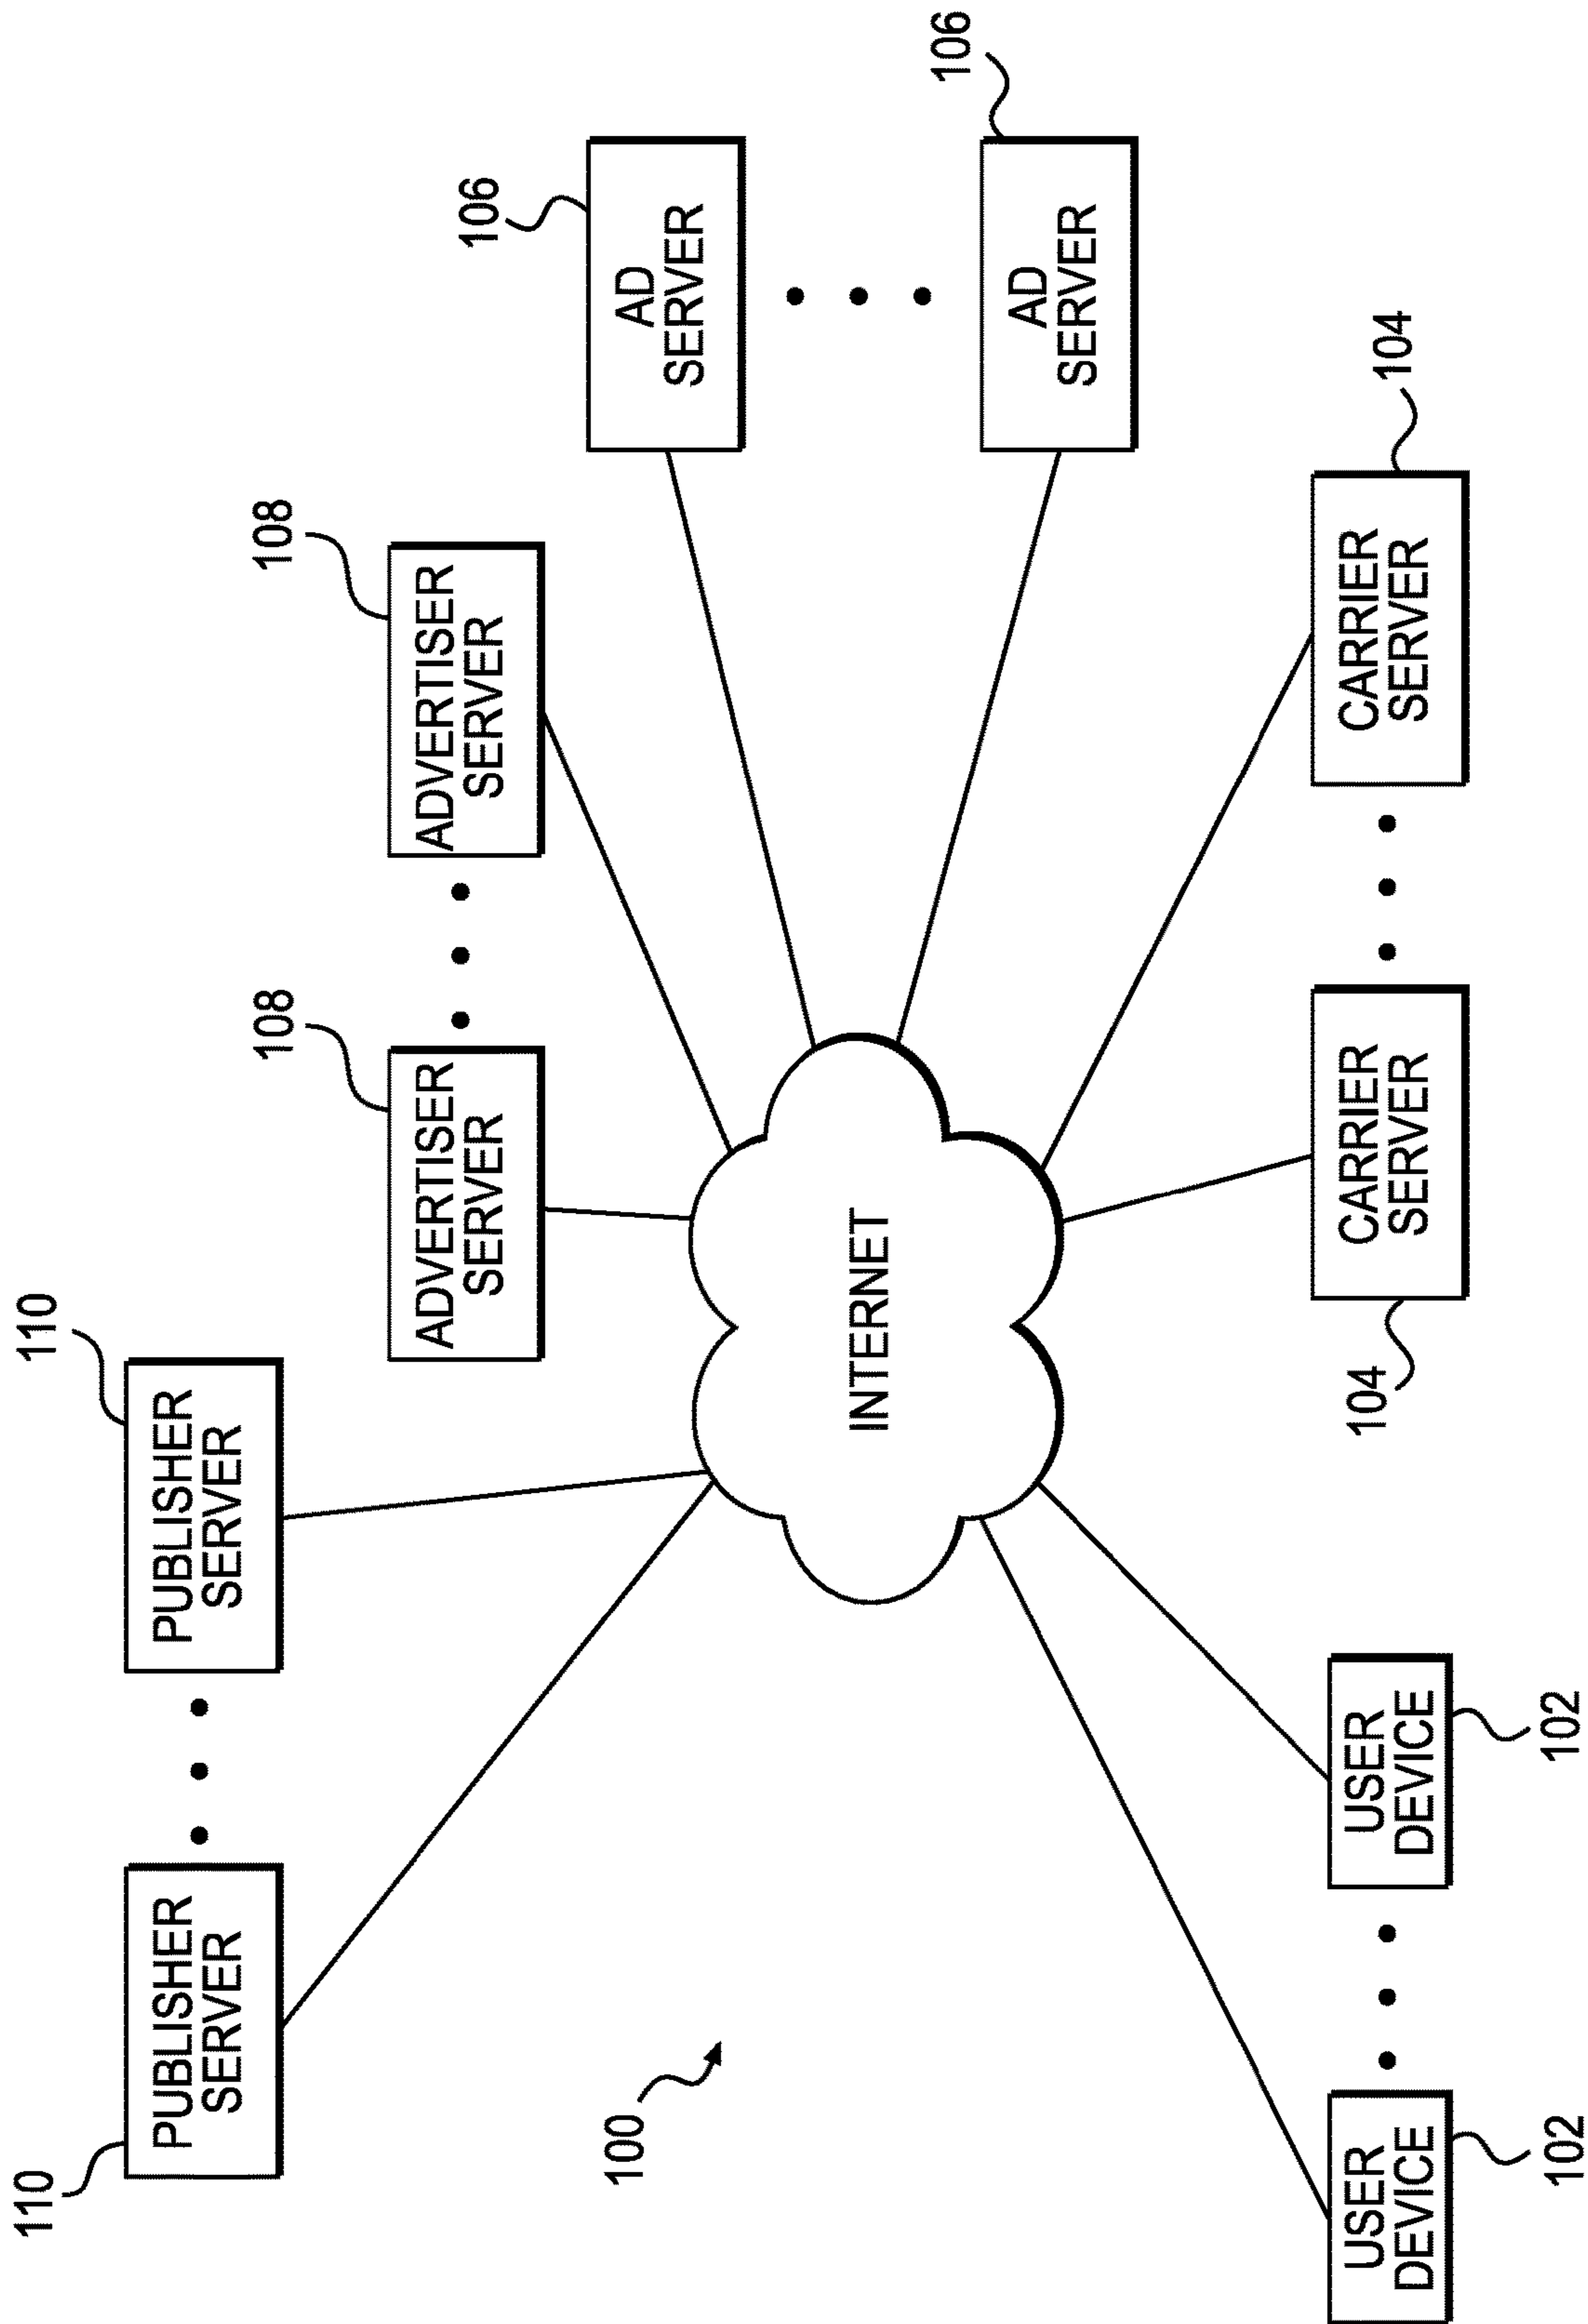 110
PUBLISHER
SERVER
110
PUBLISHER
SERVER
108
ADVERTISER
SERVER
108
ADVERTISER
SERVER
106
AD
SERVER
106
AD
SERVER
INTERNET
100
102
USER
DEVICE
102
USER
DEVICE
104
CARRIER
SERVER
104
CARRIER
SERVER